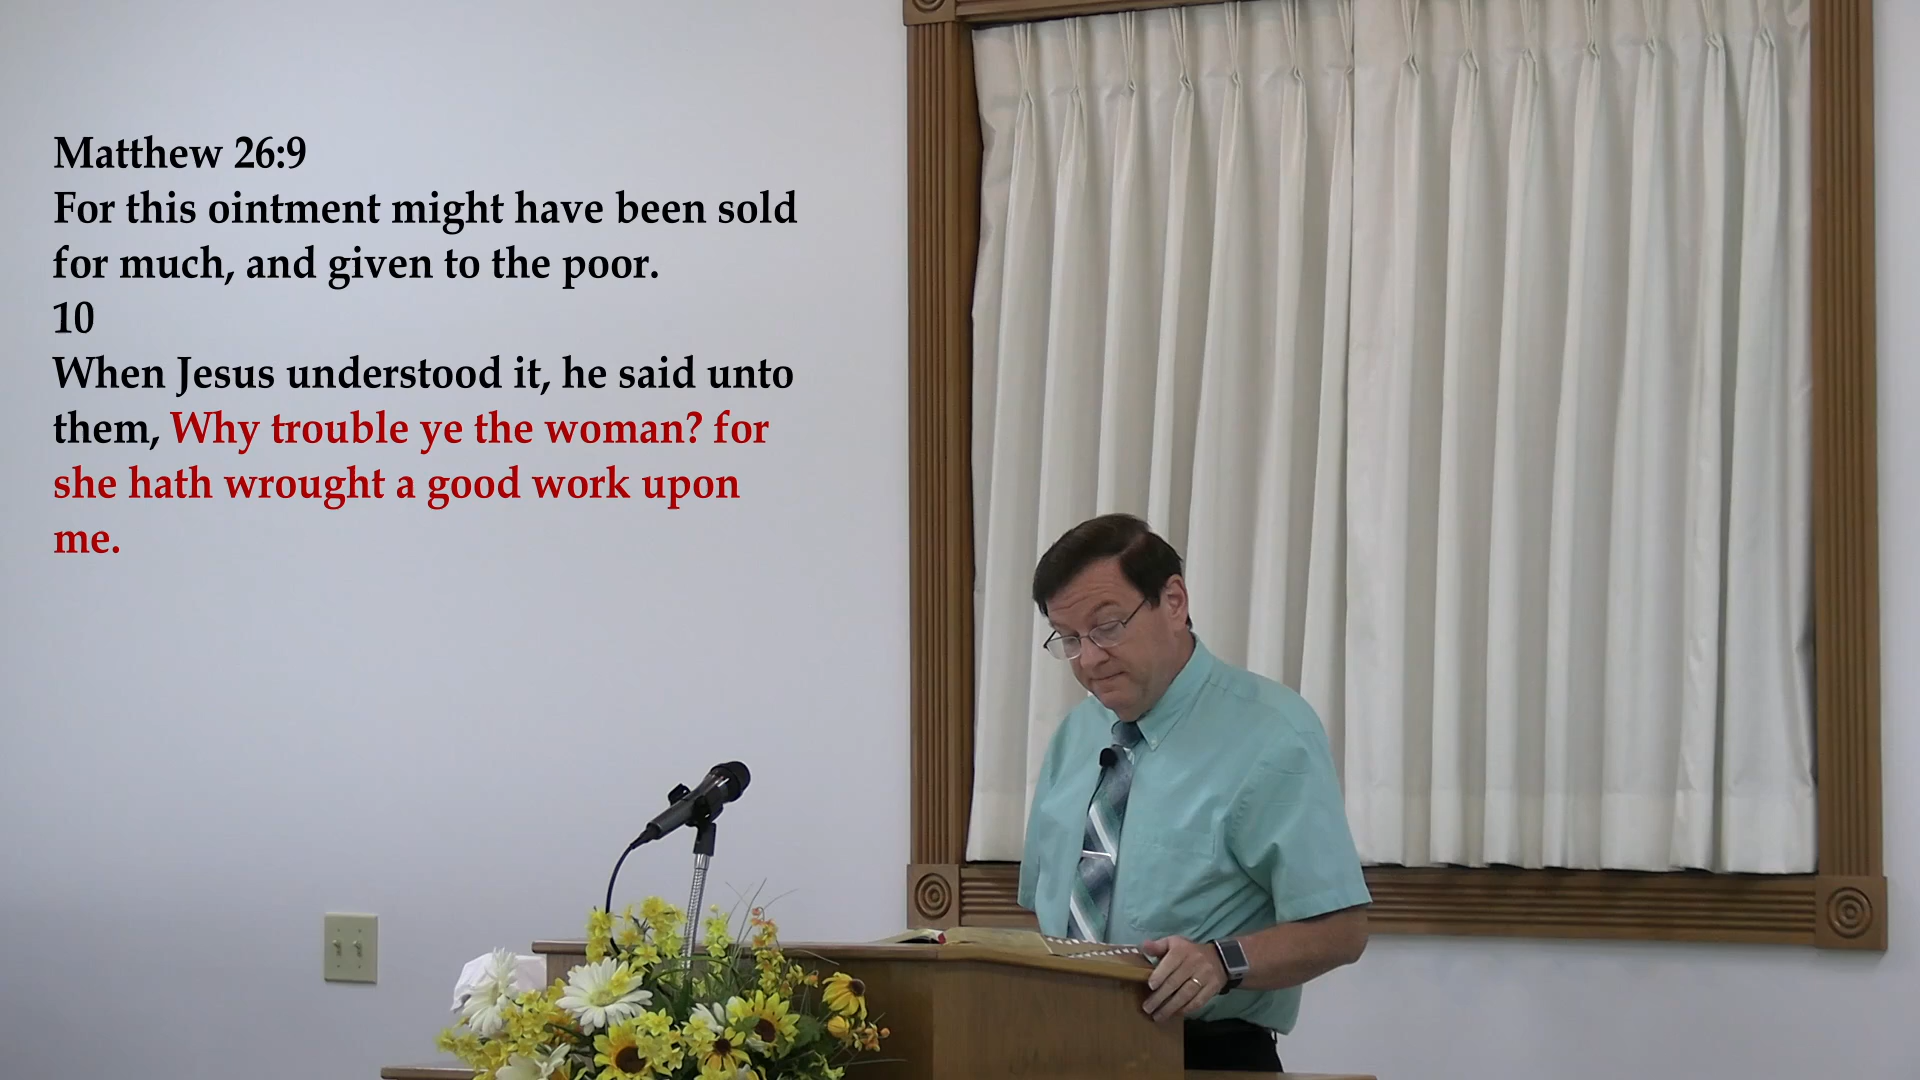 Matthew 26:9
For this ointment might have been sold
for much, and given to the poor.
10
When Jesus understood it, he said unto
them, Why trouble ye the woman? for
she hath wrought a good work upon
me.